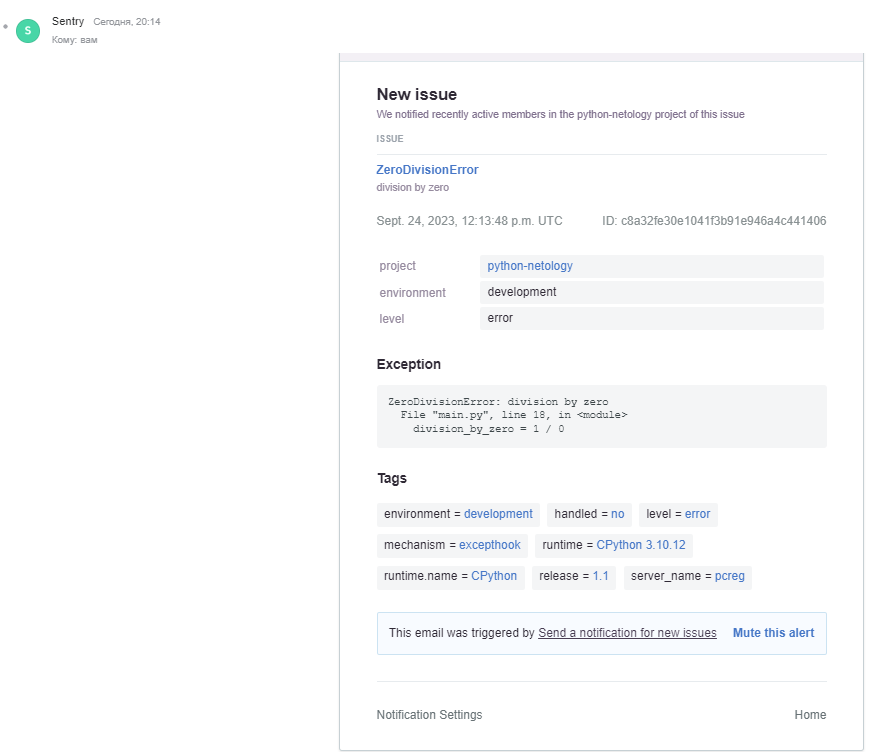 S
Sentry Сегодня, 20:14
Кому: вам
New issue
We notified recently active members in the python-netology project of this issue
ISSUE
ZeroDivisionError
division by zero
Sept. 24, 2023, 12:13:48 p.m. UTC ID: c8a32fe30e1041f3b91e946a4c441406
project python-netology
environment development
level error
Exception
ZeroDivisionError: division by zero
File "main.py", line 18, in <module>
division_by_zero = 1 / 0
Tags
environment = development handled = no level = error
mechanism = excepthook runtime = CPython 3.10.12
runtime.name = CPython release = 1.1 server_name = pcreg
This email was triggered by Send a notification for new issues Mute this alert
Notification Settings Home